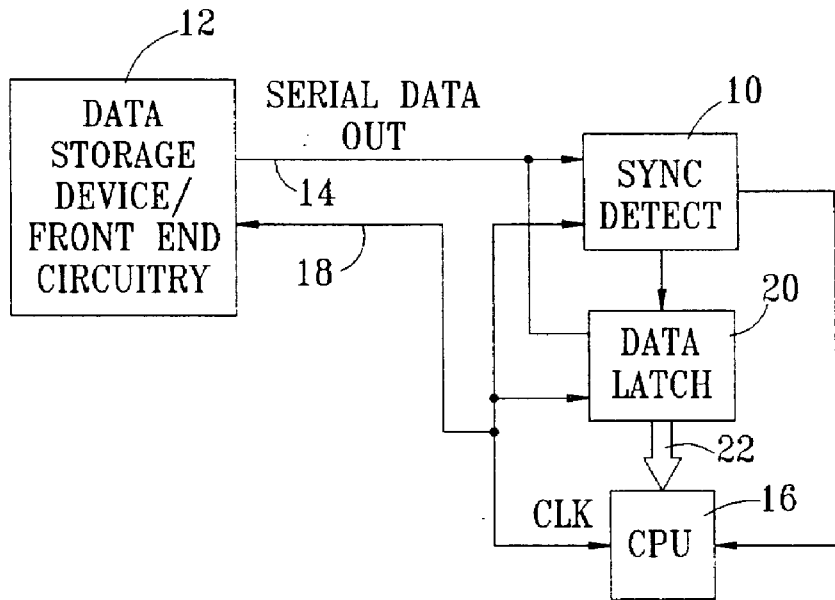 12
DATA
STORAGE
DEVICE/
FRONT END
CIRCUITRY
SERIAL DATA
OUT
14
18
10
SYNC
DETECT
20
DATA
LATCH
22
CLK
16
CPU